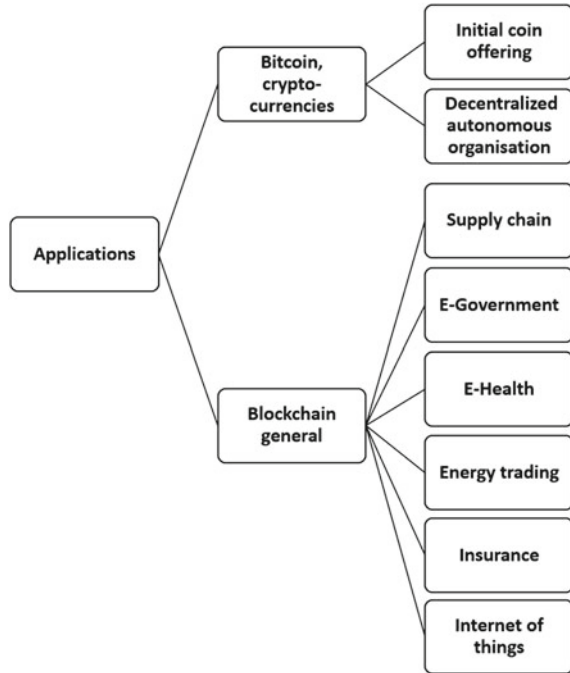 Applications
Bitcoin,
crypto-
currencies
Initial coin
offering
Decentralized
autonomous
organisation
Blockchain
general
Supply chain
E-Government
E-Health
Energy trading
Insurance
Internet of
things